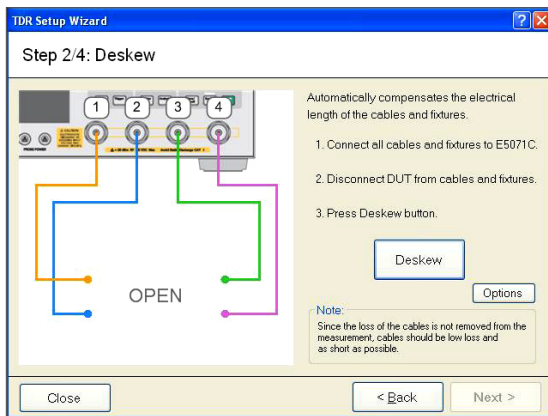 TDR Setup Wizard
Step 2/4: Deskew
1 2 3 4
OPEN
Automatically compensates the electrical
length of the cables and fixtures.
1. Connect all cables and fixtures to E5071C.
2. Disconnect DUT from cables and fixtures.
3. Press Deskew button.
Deskew
Options
Note:
Since the loss of the cables is not removed from the
measurement, cables should be low loss and
as short as possible.
Close
< Back
Next >